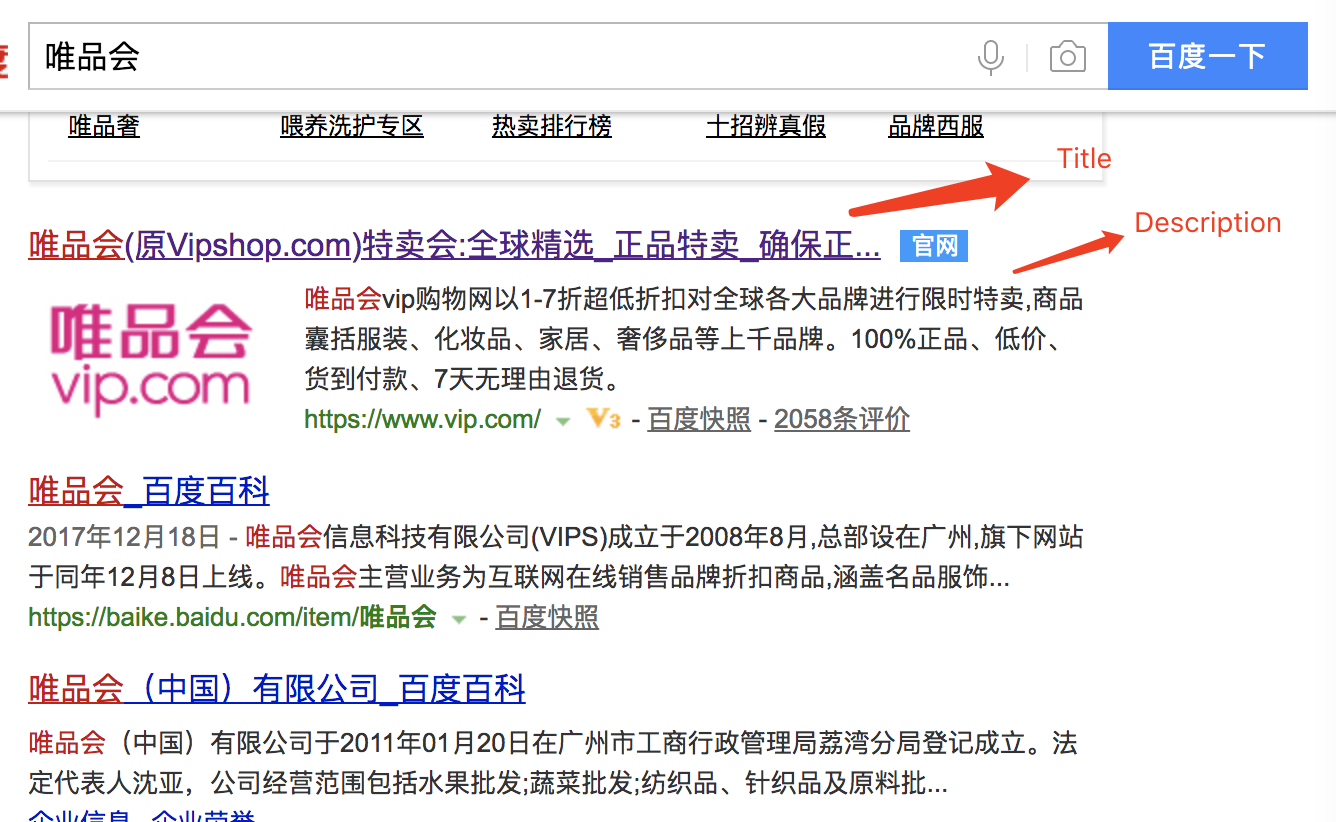 唯品会
百度一下
唯品奢 喂养洗护专区 热卖排行榜 十招辨真假 品牌西服
Title
Description
唯品会(原Vipshop.com)特卖会:全球精选_正品特卖_确保正... 官网
唯品会
vip.com
唯品会vip购物网以1-7折超低折扣对全球各大品牌进行限时特卖,商品
囊括服装、化妆品、家居、奢侈品等上千品牌。100%正品、低价、
货到付款、7天无理由退货。
https://www.vip.com/ V3 - 百度快照 - 2058条评价
唯品会_百度百科
2017年12月18日 - 唯品会信息科技有限公司(VIPS)成立于2008年8月,总部设在广州,旗下网站
于同年12月8日上线。唯品会主营业务为互联网在线销售品牌折扣商品,涵盖名品服饰...
https://baike.baidu.com/item/唯品会 - 百度快照
唯品会（中国）有限公司_百度百科
唯品会（中国）有限公司于2011年01月20日在广州市工商行政管理局荔湾分局登记成立。法
定代表人沈亚，公司经营范围包括水果批发;蔬菜批发;纺织品、针织品及原料批...
企业信息 企业荣誉